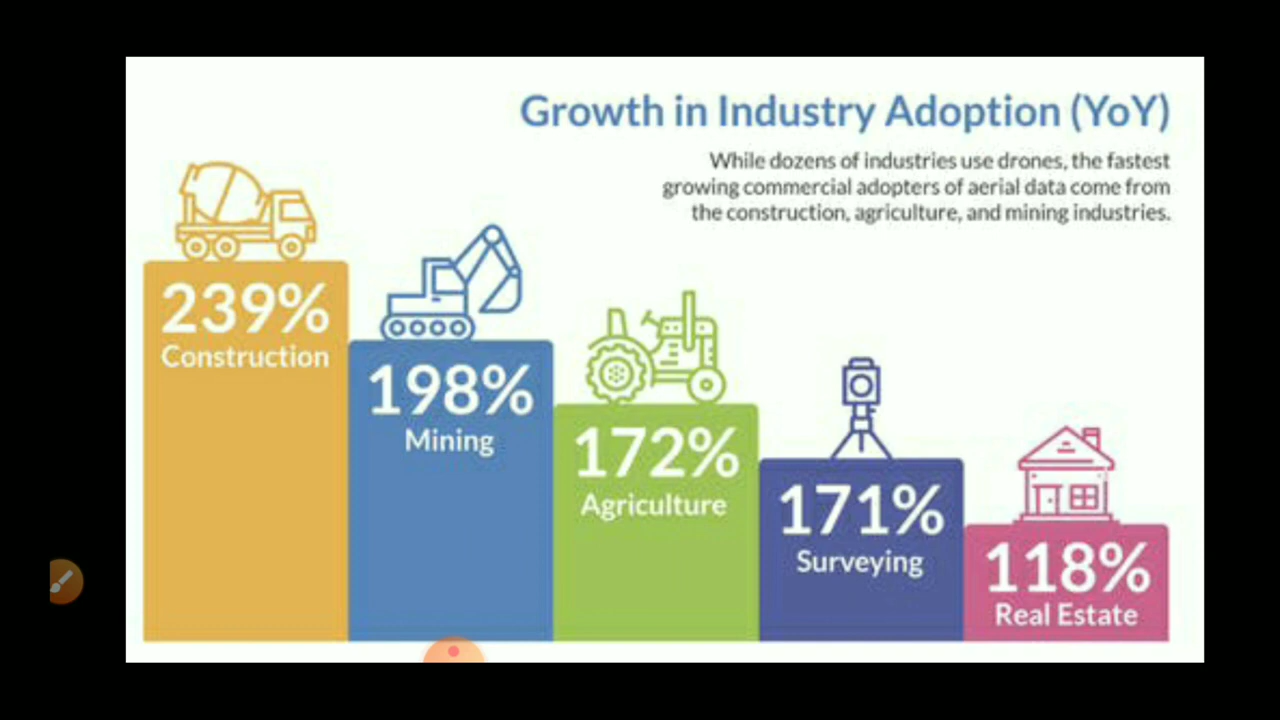 Growth in Industry Adoption (YoY)
While dozens of industries use drones, the fastest
growing commercial adopters of aerial data come from
the construction, agriculture, and mining industries.
239%
Construction
198%
Mining
172%
Agriculture
171%
Surveying
118%
Real Estate